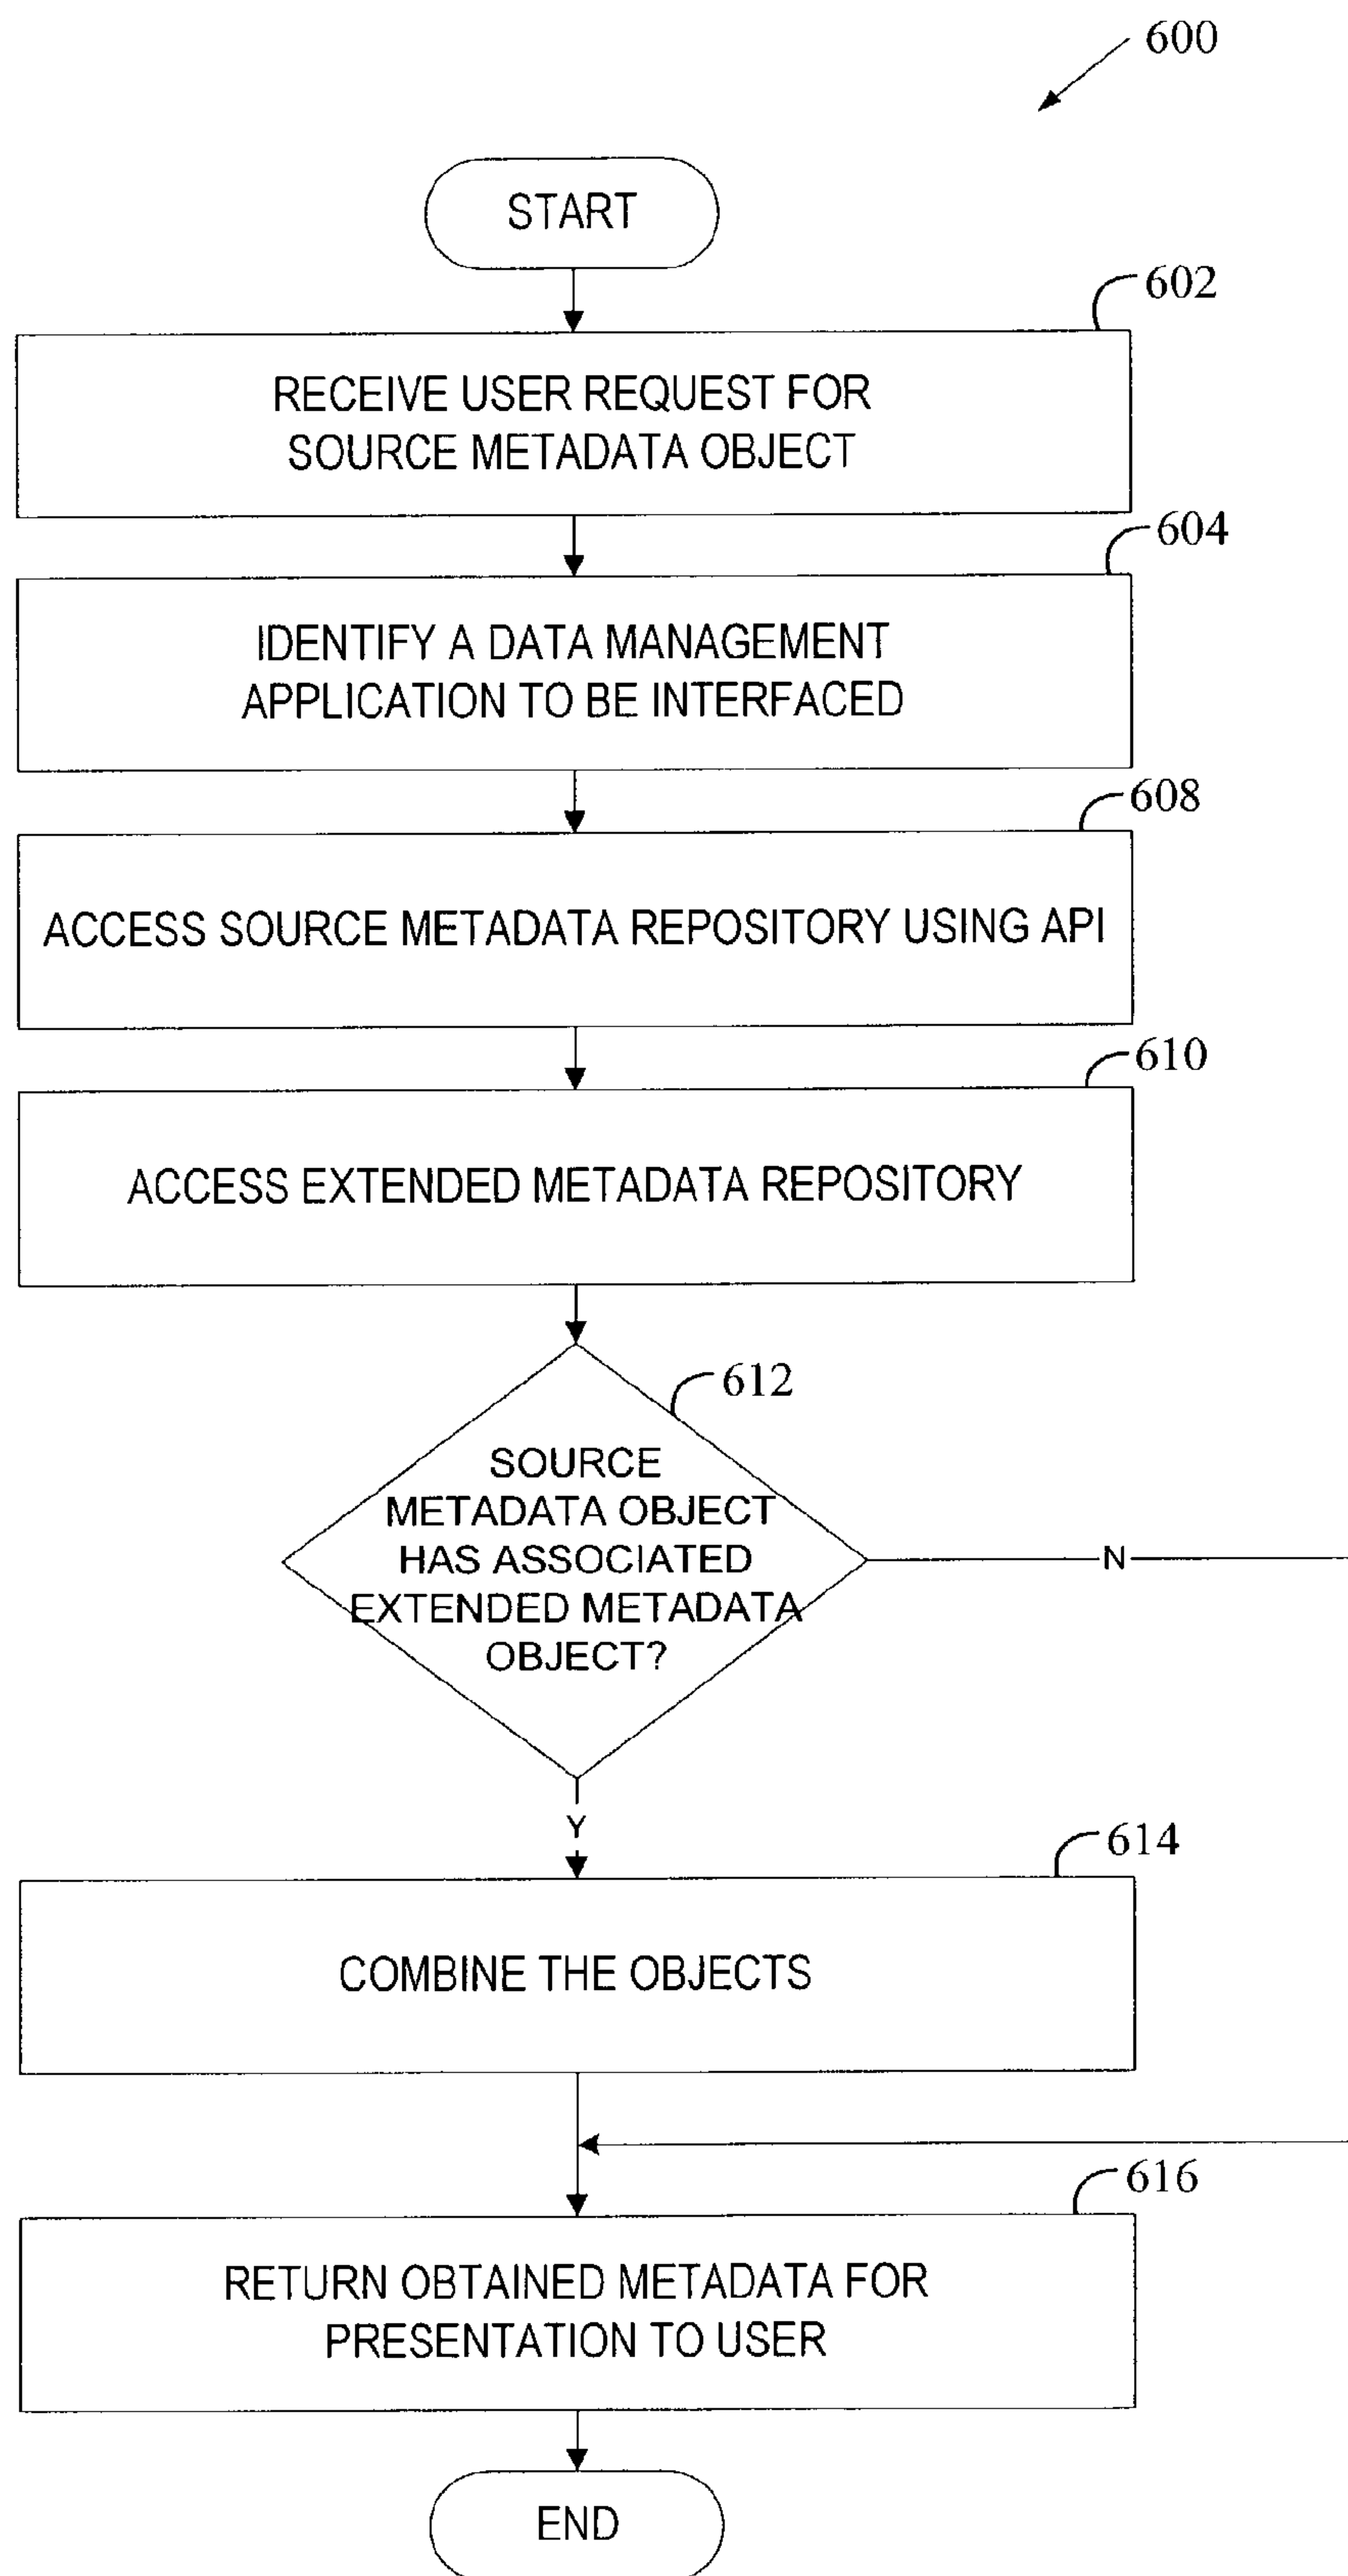 600
START
602
RECEIVE USER REQUEST FOR
SOURCE METADATA OBJECT
604
IDENTIFY A DATA MANAGEMENT
APPLICATION TO BE INTERFACED
608
ACCESS SOURCE METADATA REPOSITORY USING API
610
ACCESS EXTENDED METADATA REPOSITORY
612
SOURCE
METADATA OBJECT
HAS ASSOCIATED
EXTENDED METADATA
OBJECT?
N
Y
614
COMBINE THE OBJECTS
616
RETURN OBTAINED METADATA FOR
PRESENTATION TO USER
END